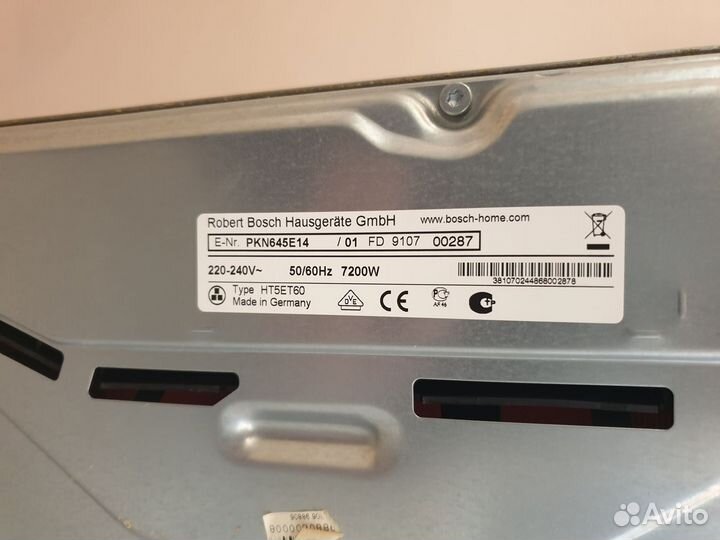 Robert Bosch Hausgeräte GmbH www.bosch-home.com
E-Nr. PKN645E14 / 01 FD 9107 00287
220-240V~ 50/60Hz 7200W
Type HT5ET60
Made in Germany
381070244868002878
DVE CE
Avito